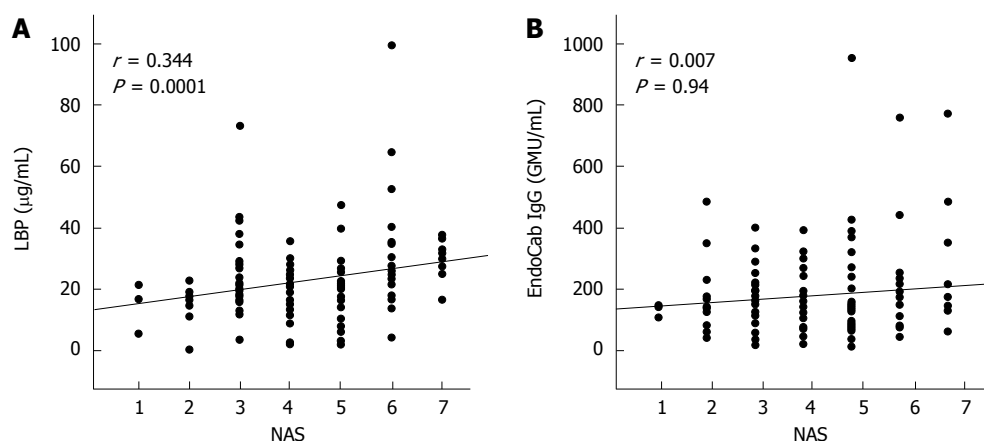 A
r = 0.344
P = 0.0001
LBP (μg/mL)
100
80
60
40
20
0
1 2 3 4 5 6 7
NAS
B
r = 0.007
P = 0.94
EndoCab IgG (GMU/mL)
1000
800
600
400
200
0
1 2 3 4 5 6 7
NAS